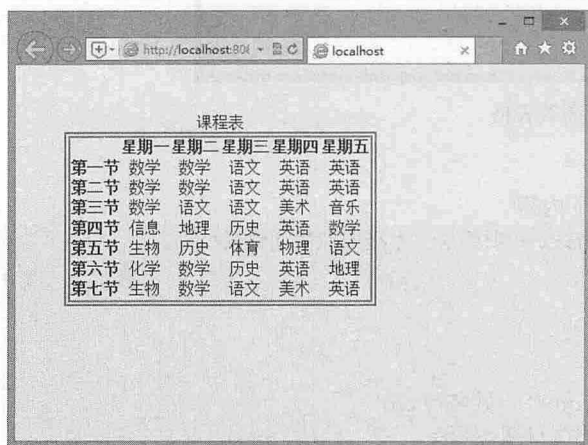 http://localhost:80
localhost
课程表
星期一 星期二 星期三 星期四 星期五
第一节 数学 数学 语文 英语 英语
第二节 数学 数学 语文 英语 英语
第三节 数学 语文 语文 美术 音乐
第四节 信息 地理 历史 英语 数学
第五节 生物 历史 体育 物理 语文
第六节 化学 数学 历史 英语 地理
第七节 生物 数学 语文 美术 英语